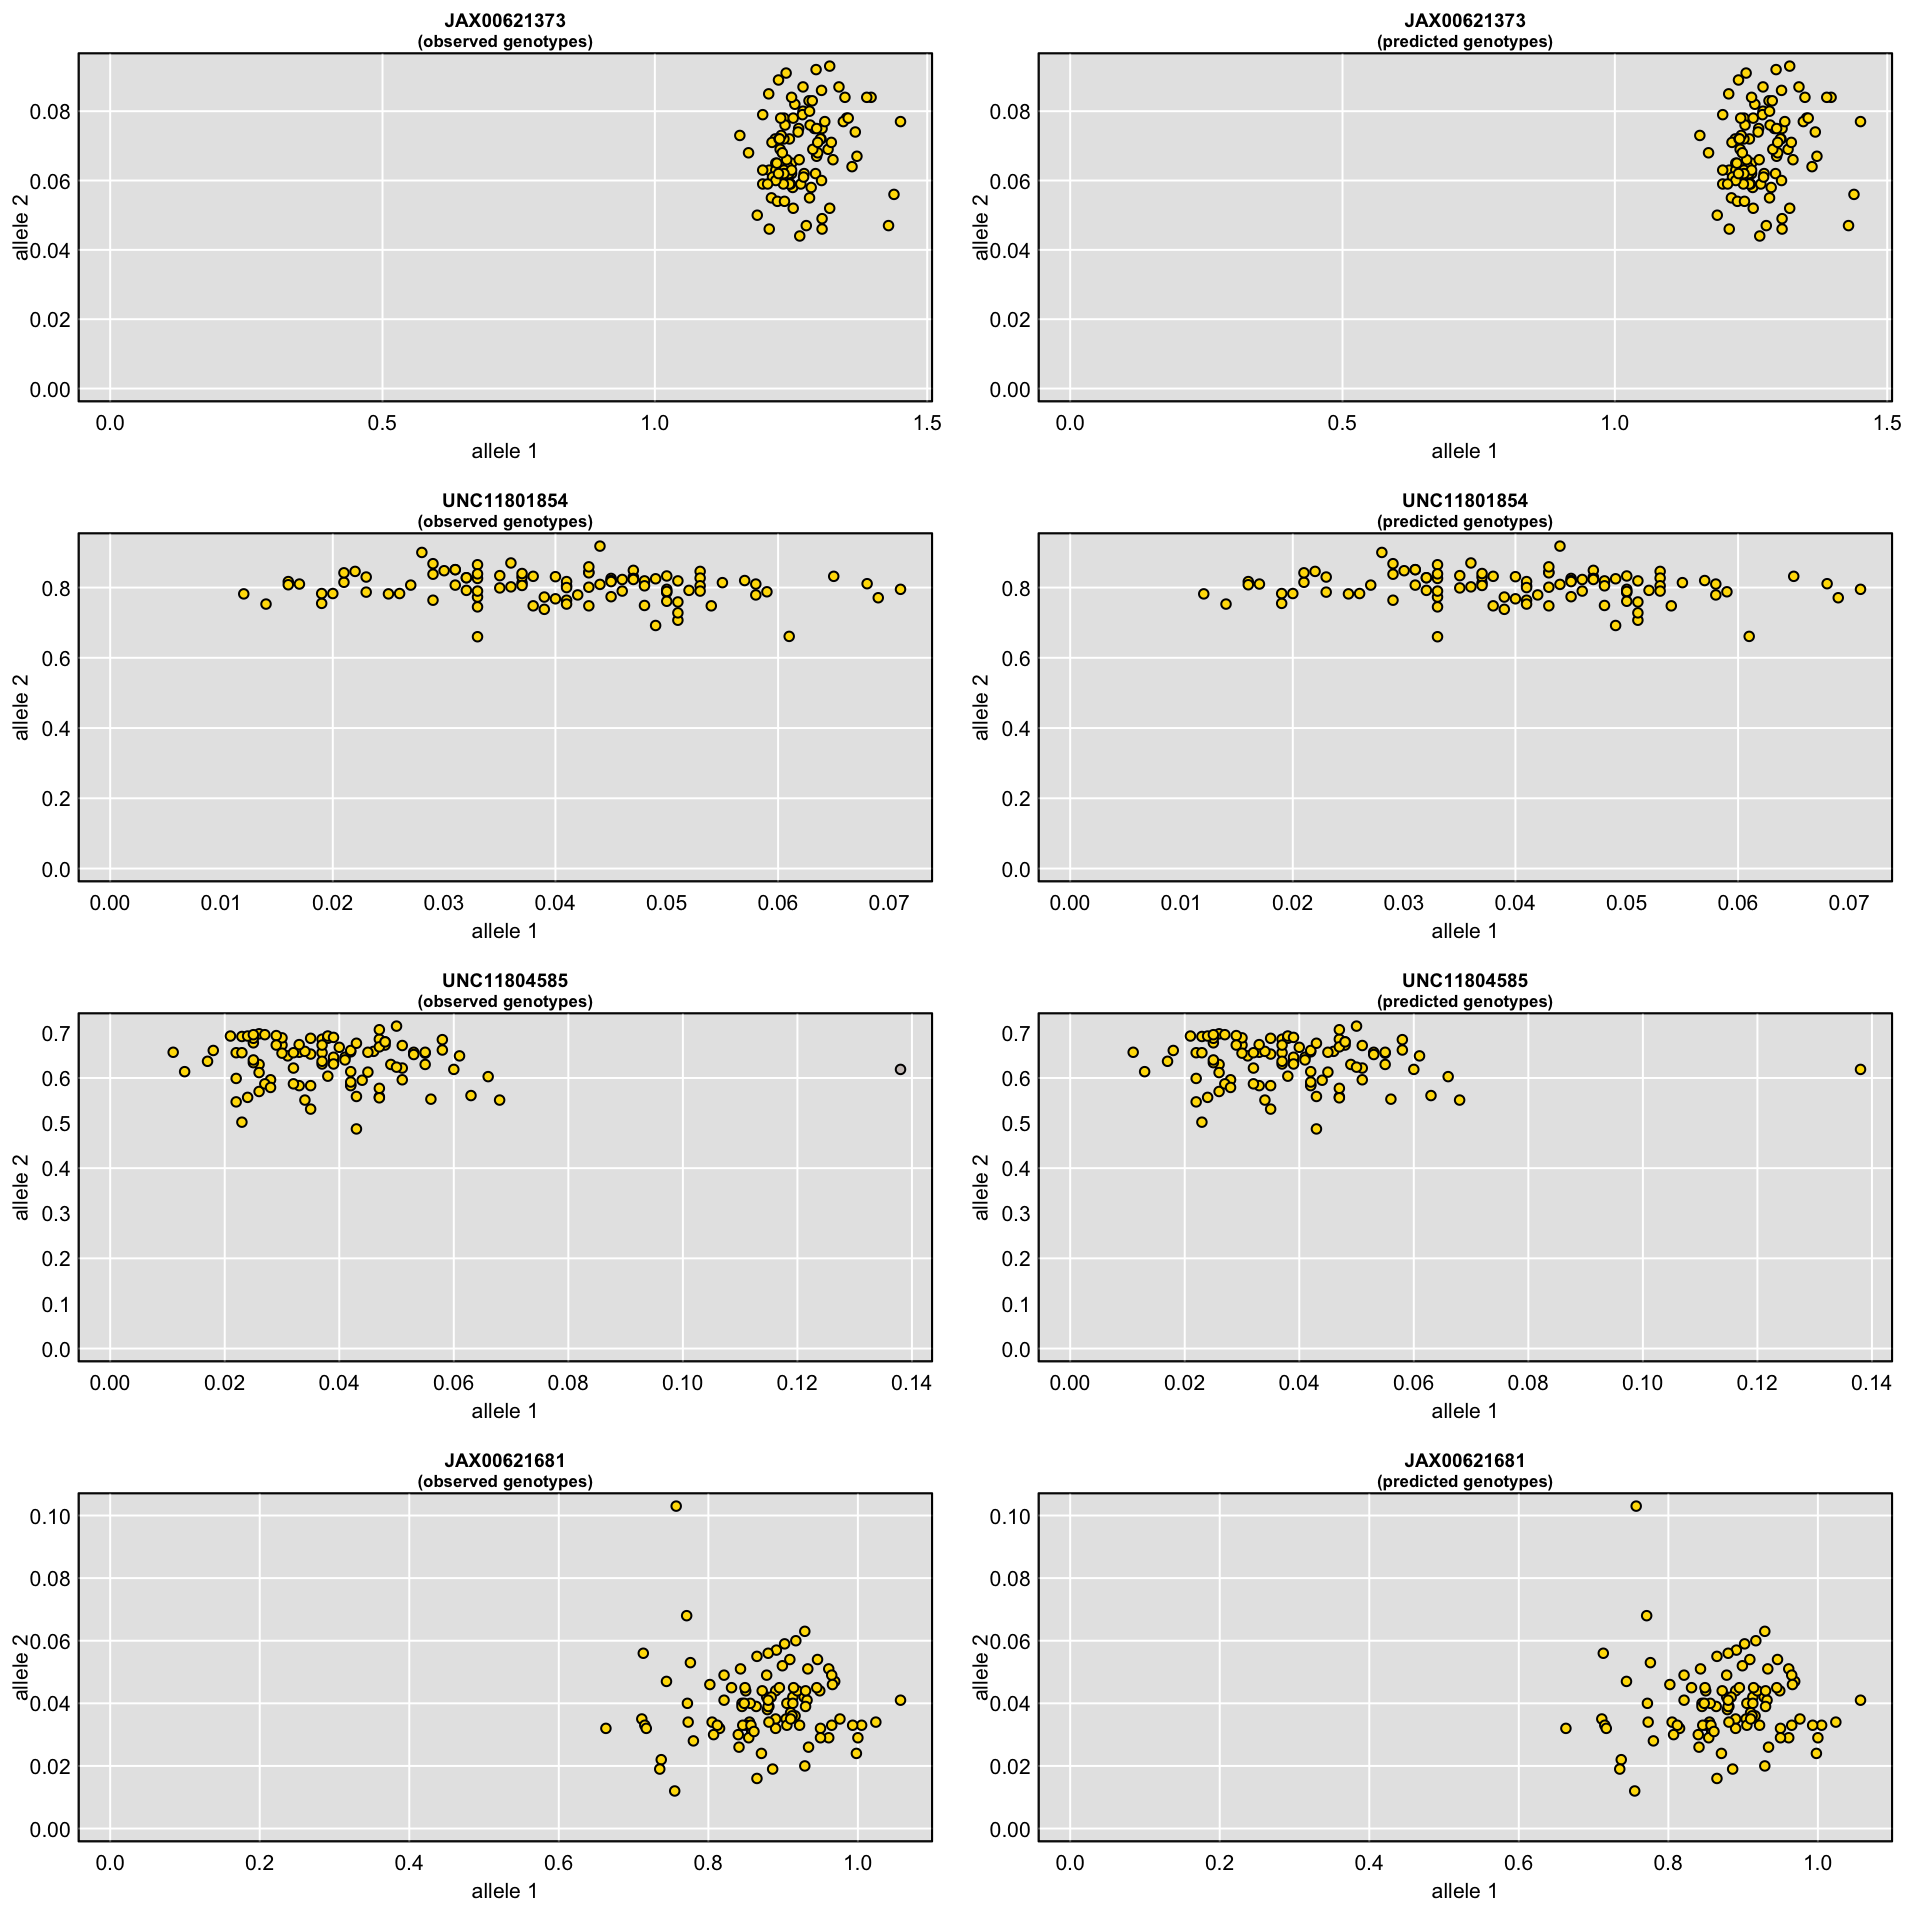 JAX00621373
(observed genotypes)
allele 2
0.08
0.06
0.04
0.02
0.00
0.0 0.5 1.0 1.5
allele 1
JAX00621373
(predicted genotypes)
allele 2
0.08
0.06
0.04
0.02
0.00
0.0 0.5 1.0 1.5
allele 1
UNC11801854
(observed genotypes)
allele 2
0.8
0.6
0.4
0.2
0.0
0.00 0.01 0.02 0.03 0.04 0.05 0.06 0.07
allele 1
UNC11801854
(predicted genotypes)
allele 2
0.8
0.6
0.4
0.2
0.0
0.00 0.01 0.02 0.03 0.04 0.05 0.06 0.07
allele 1
UNC11804585
(observed genotypes)
allele 2
0.7
0.6
0.5
0.4
0.3
0.2
0.1
0.0
0.00 0.02 0.04 0.06 0.08 0.10 0.12 0.14
allele 1
UNC11804585
(predicted genotypes)
allele 2
0.7
0.6
0.5
0.4
0.3
0.2
0.1
0.0
0.00 0.02 0.04 0.06 0.08 0.10 0.12 0.14
allele 1
JAX00621681
(observed genotypes)
allele 2
0.10
0.08
0.06
0.04
0.02
0.00
0.0 0.2 0.4 0.6 0.8 1.0
allele 1
JAX00621681
(predicted genotypes)
allele 2
0.10
0.08
0.06
0.04
0.02
0.00
0.0 0.2 0.4 0.6 0.8 1.0
allele 1